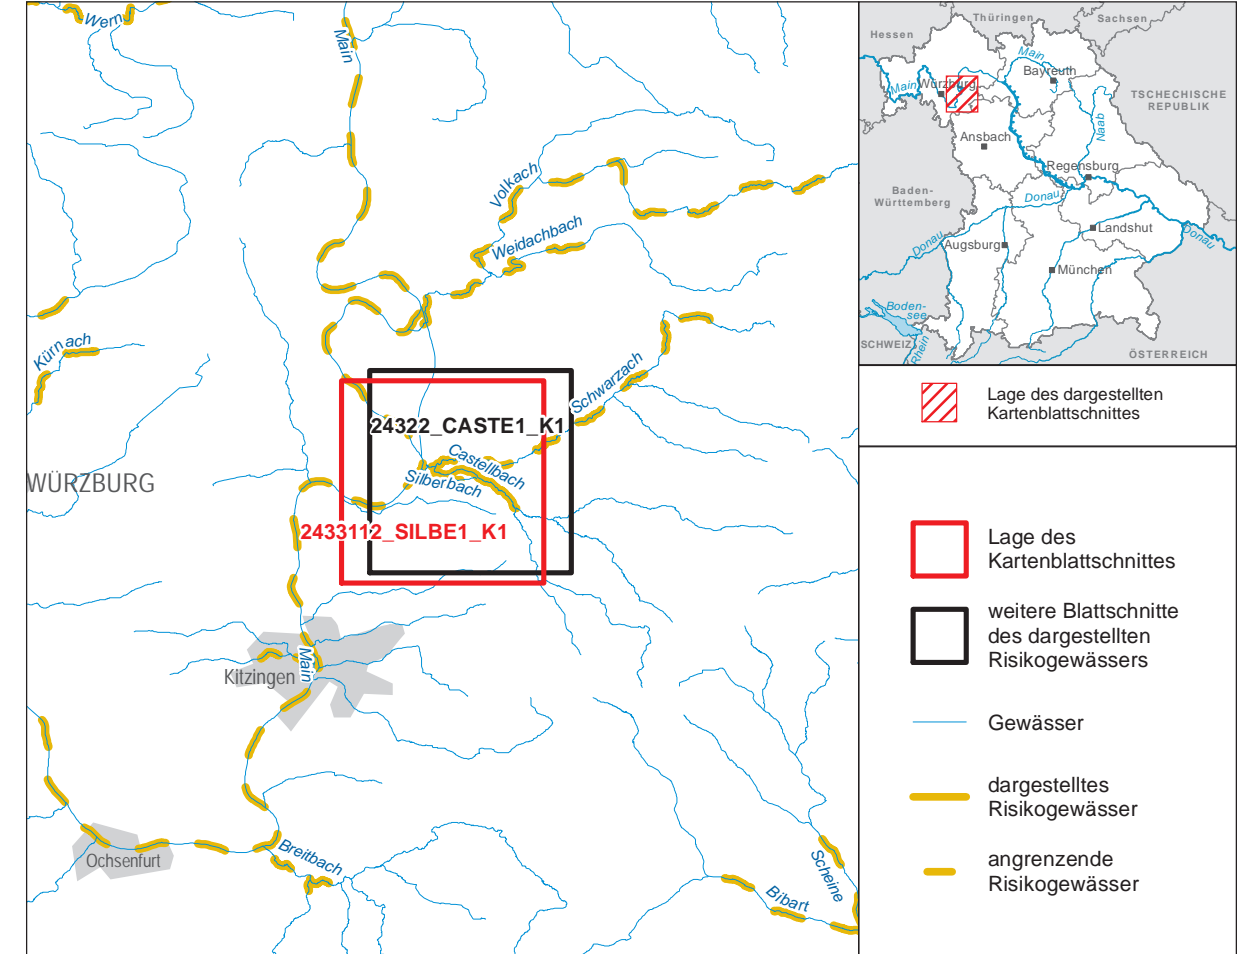 Wern
Main
Volkach
Weidachbach
Kürnach
Schwarzach
24322_CASTE1_K1
Castellbach
Silberbach
WÜRZBURG
2433112_SILBE1_K1
Main
Kitzingen
Ochsenfurt
Breitbach
Scheine
Bibart
Thüringen
Sachsen
Hessen
Main
Bayreuth
Main
Würzburg
TSCHECHISCHE
REPUBLIK
Naab
Ansbach
Regensburg
Baden-
Württemberg
Donau
Landshut
Donau
Augsburg
Donau
München
Boden-
see
SCHWEIZ
Rhein
ÖSTERREICH
Lage des dargestellten
Kartenblattschnittes
Lage des
Kartenblattschnittes
weitere Blattschnitte
des dargestellten
Risikogewässers
Gewässer
dargestelltes
Risikogewässer
angrenzende
Risikogewässer